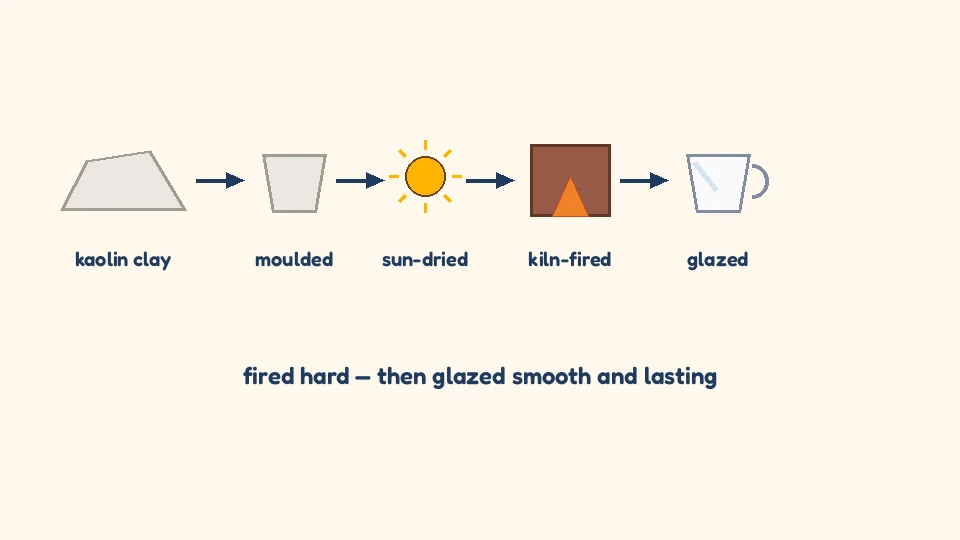 kaolin clay
moulded
sun-dried
kiln-fired
glazed
fired hard — then glazed smooth and lasting